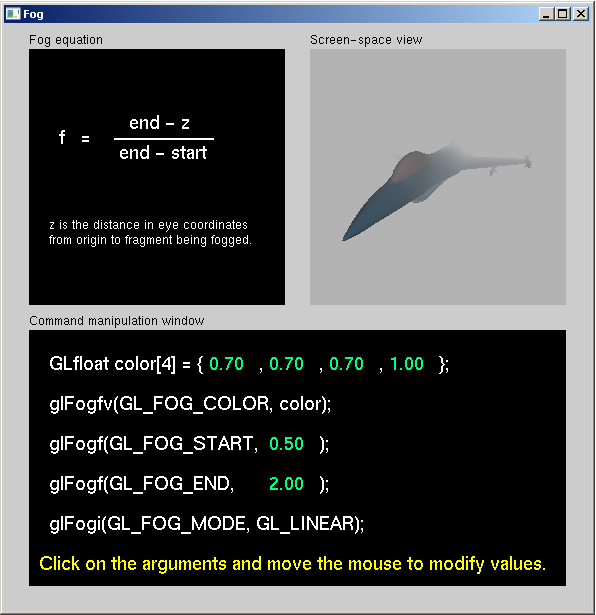 Fog
Fog equation
Screen-space view
f = end - z
end - start
z is the distance in eye coordinates
from origin to fragment being fogged.
Command manipulation window
GLfloat color[4] = { 0.70 , 0.70 , 0.70 , 1.00 };
glFogfv(GL_FOG_COLOR, color);
glFogf(GL_FOG_START, 0.50 );
glFogf(GL_FOG_END, 2.00 );
glFogi(GL_FOG_MODE, GL_LINEAR);
Click on the arguments and move the mouse to modify values.